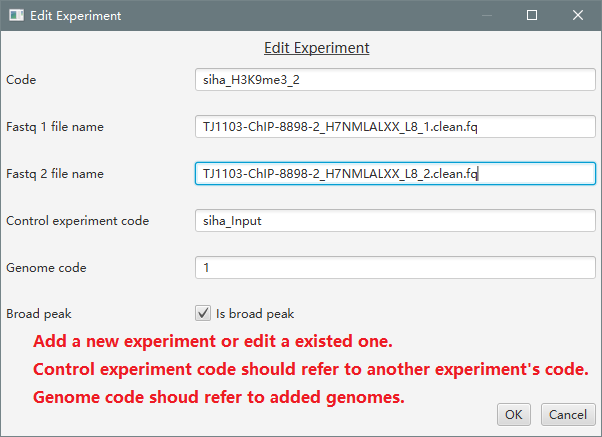 Edit Experiment
Edit Experiment
Code siha_H3K9me3_2
Fastq 1 file name TJ1103-ChIP-8898-2_H7NMLALXX_L8_1.clean.fq
Fastq 2 file name TJ1103-ChIP-8898-2_H7NMLALXX_L8_2.clean.fq
Control experiment code siha_Input
Genome code 1
Broad peak Is broad peak
Add a new experiment or edit a existed one.
Control experiment code should refer to another experiment's code.
Genome code shoud refer to added genomes.
OK Cancel